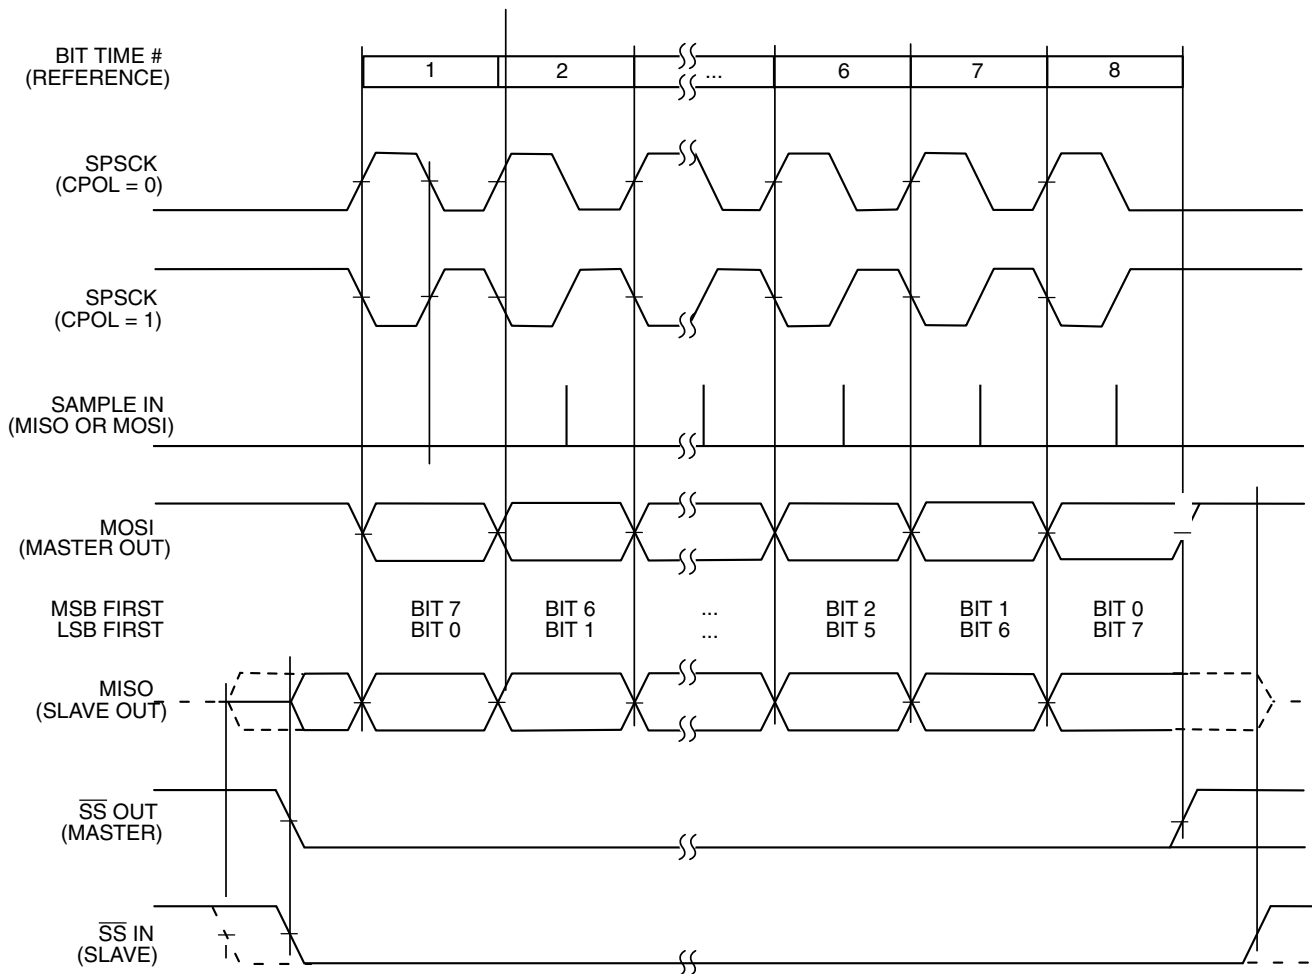 BIT TIME #
(REFERENCE)
1 2 ... 6 7 8
SPSCK
(CPOL = 0)
SPSCK
(CPOL = 1)
SAMPLE IN
(MISO OR MOSI)
MOSI
(MASTER OUT)
MSB FIRST BIT 7 BIT 6 ... BIT 2 BIT 1 BIT 0
LSB FIRST BIT 0 BIT 1 ... BIT 5 BIT 6 BIT 7
MISO
(SLAVE OUT)
S̅S̅ OUT
(MASTER)
S̅S̅ IN
(SLAVE)